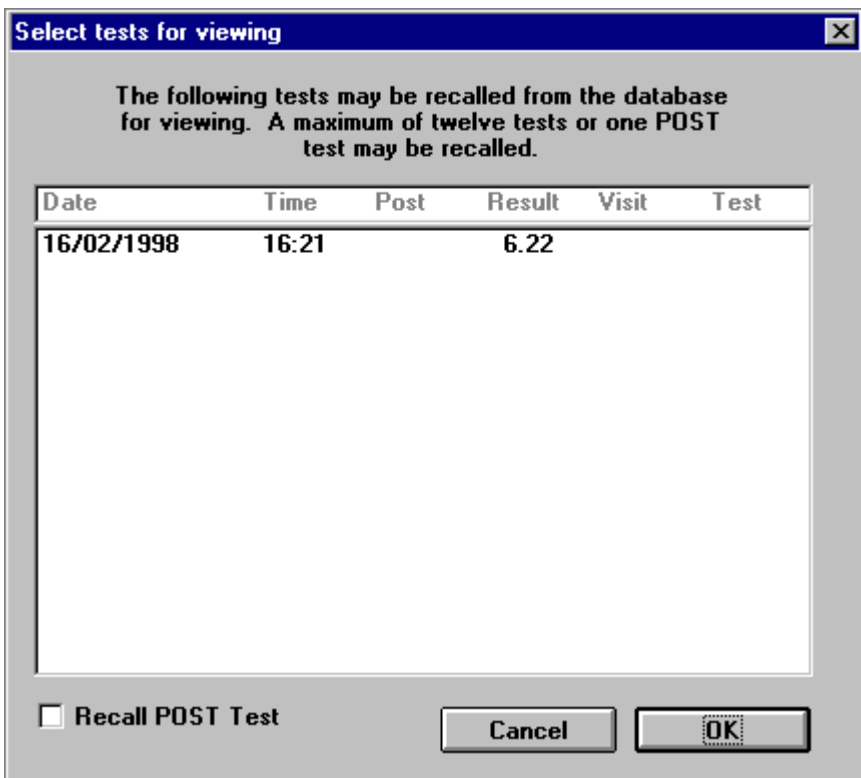 Select tests for viewing
The following tests may be recalled from the database
for viewing. A maximum of twelve tests or one POST
test may be recalled.
Date Time Post Result Visit Test
16/02/1998 16:21 6.22
Recall POST Test
Cancel OK